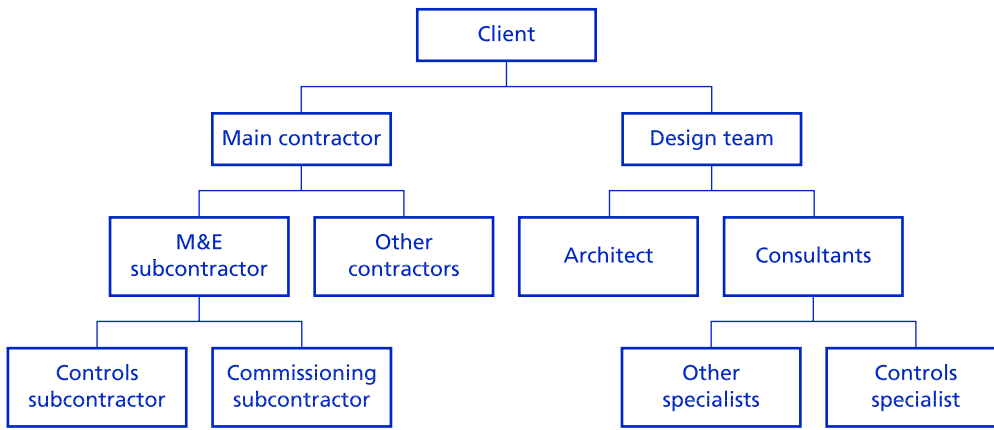 Client
Main contractor
Design team
M&E
subcontractor
Other
contractors
Architect
Consultants
Controls
subcontractor
Commissioning
subcontractor
Other
specialists
Controls
specialist